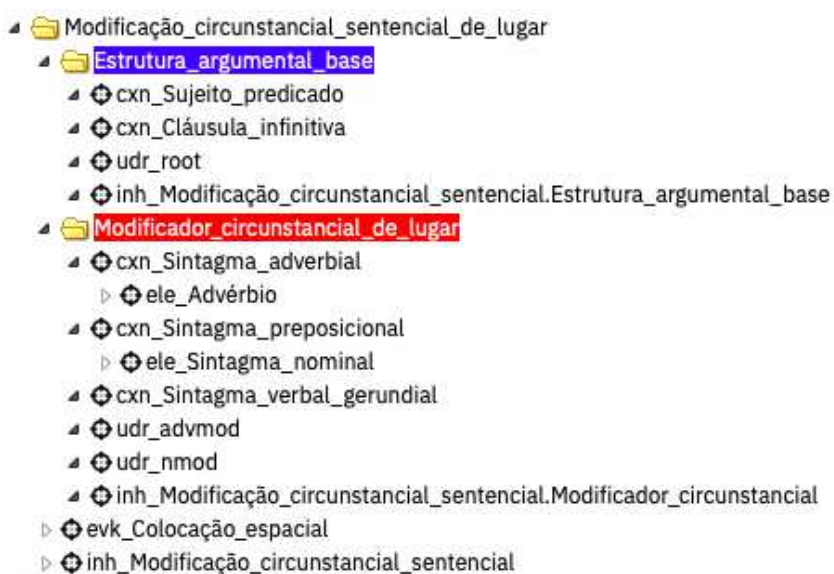 Modificação_circunstancial_sentencial_de_lugar
Estrutura_argumental_base
cxn_Sujeito_predicado
cxn_Cláusula_infinitiva
udr_root
inh_Modificação_circunstancial_sentencial.Estrutura_argumental_base
Modificador_circunstancial_de_lugar
cxn_Sintagma_adverbial
ele_Advérbio
cxn_Sintagma_preposicional
ele_Sintagma_nominal
cxn_Sintagma_verbal_gerundial
udr_advmod
udr_nmod
inh_Modificação_circunstancial_sentencial.Modificador_circunstancial
evk_Colocação_espacial
inh_Modificação_circunstancial_sentencial